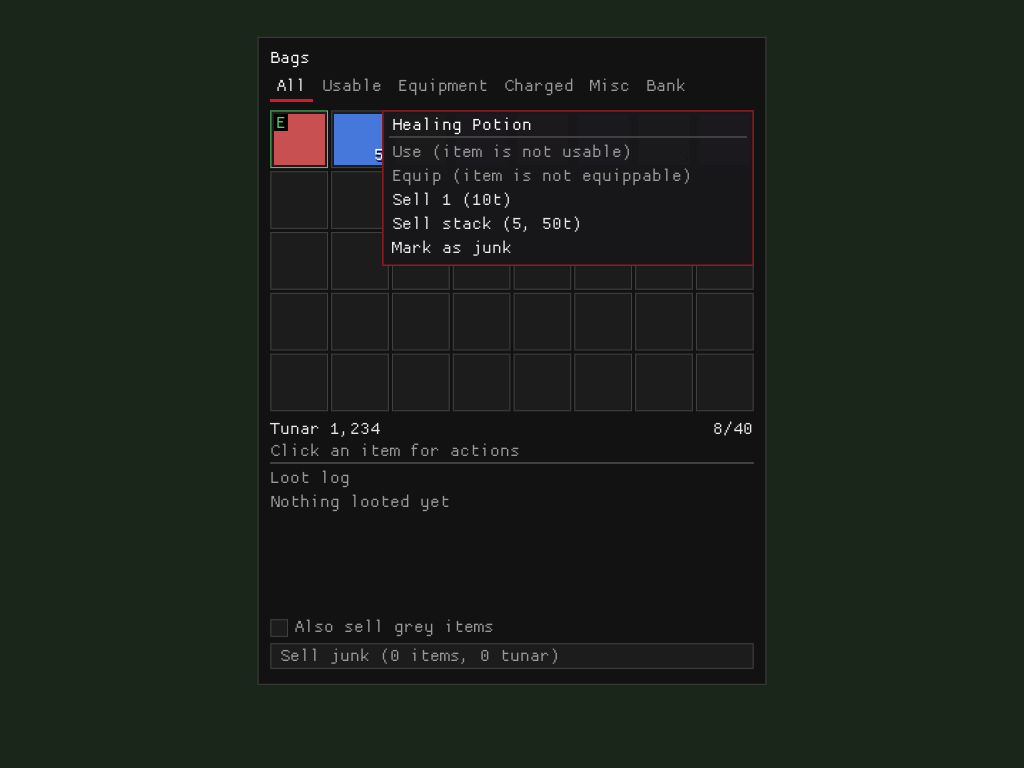 Bags
All Usable Equipment Charged Misc Bank
E
5
Healing Potion
Use (item is not usable)
Equip (item is not equippable)
Sell 1 (10t)
Sell stack (5, 50t)
Mark as junk
Tunar 1,234 8/40
Click an item for actions
Loot log
Nothing looted yet
Also sell grey items
Sell junk (0 items, 0 tunar)